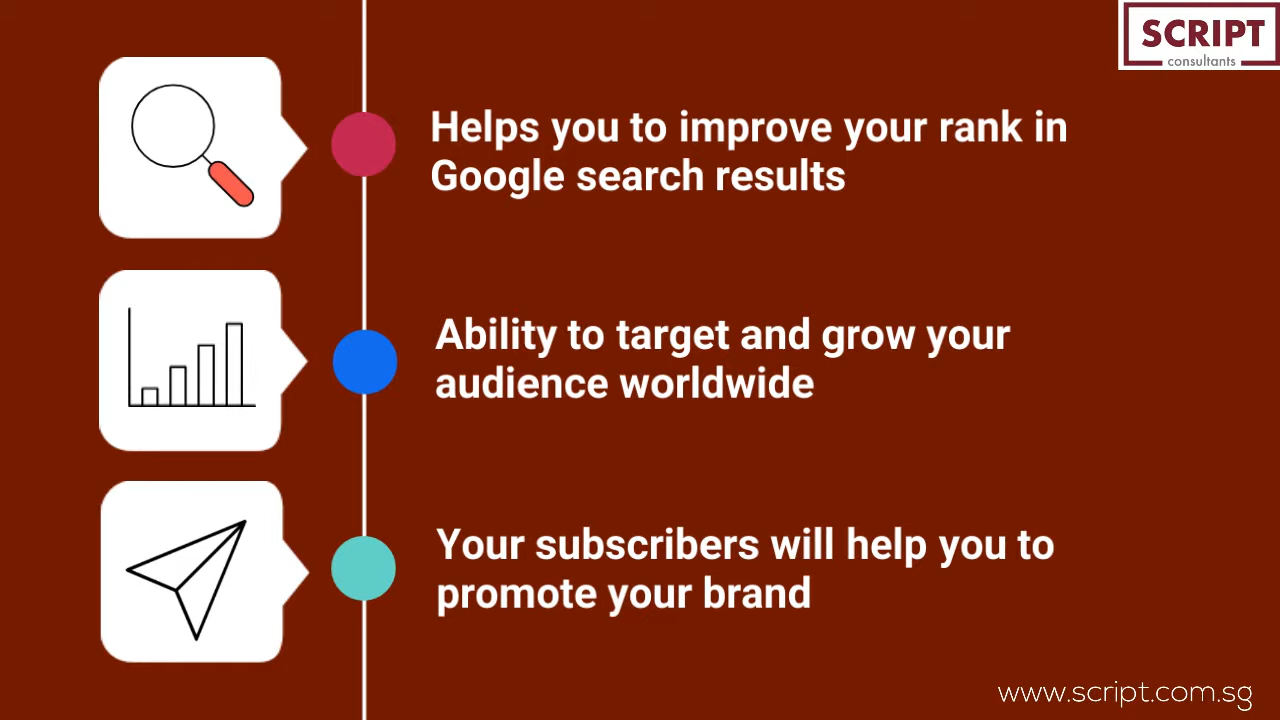 SCRIPT
consultants
Helps you to improve your rank in
Google search results
Ability to target and grow your
audience worldwide
Your subscribers will help you to
promote your brand
www.script.com.sg